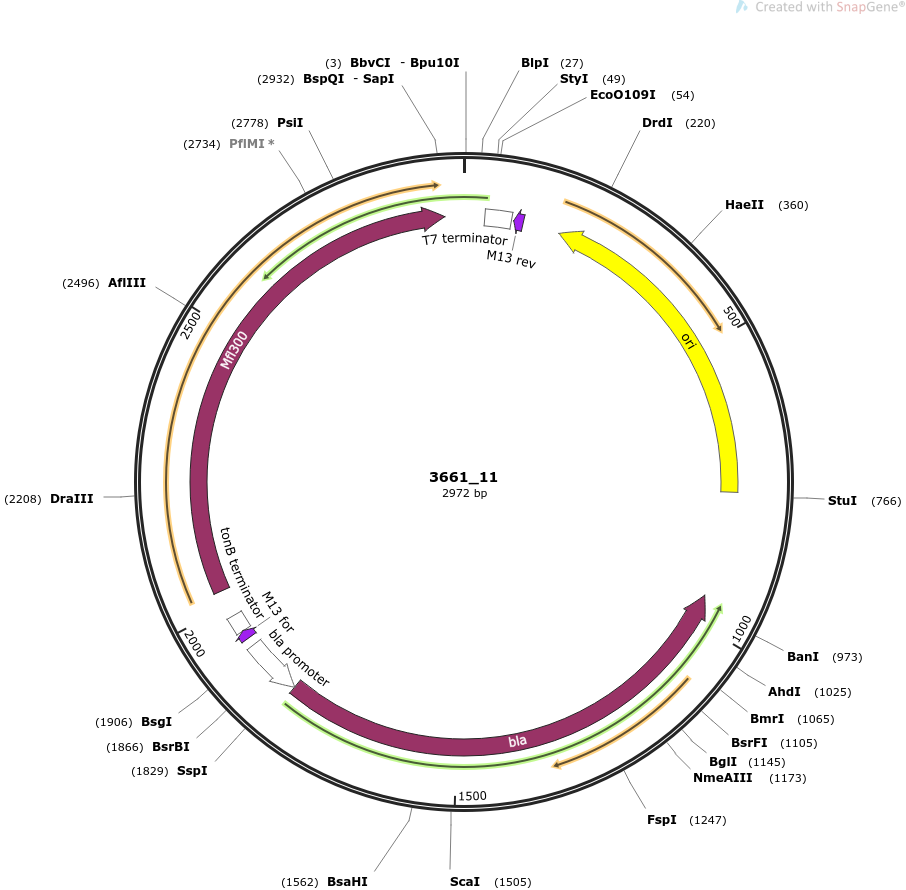 Created with SnapGene®
(3) BbvCI - Bpu10I
BlpI (27)
(2932) BspQI - SapI
StyI (49)
EcoO109I (54)
(2778) PsiI
DrdI (220)
(2734) PflMI *
HaeII (360)
T7 terminator
M13 rev
(2496) AflIII
2500
500
Mfl300
ori
3661_11
2972 bp
(2208) DraIII
StuI (766)
tonB terminator
M13 for
bla promoter
2000
1000
BanI (973)
AhdI (1025)
(1906) BsgI
BmrI (1065)
(1866) BsrBI
bla
BsrFI (1105)
(1829) SspI
BglI (1145)
NmeAIII (1173)
1500
FspI (1247)
(1562) BsaHI
ScaI (1505)